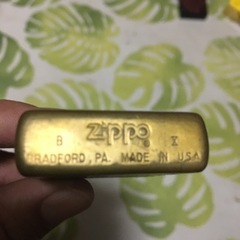 B Zippo X
BRADFORD, PA. MADE IN USA